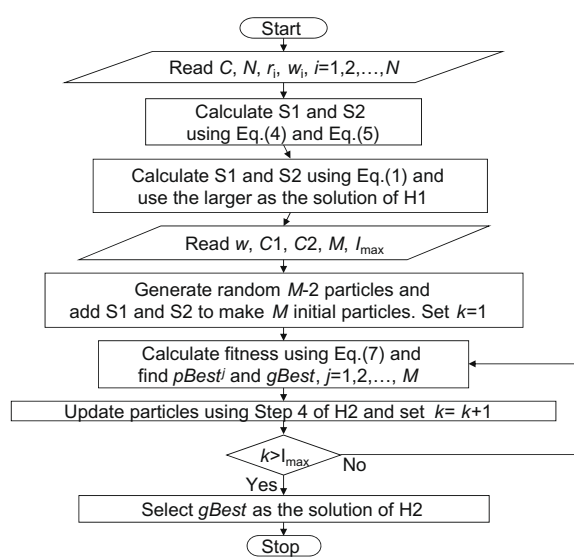 Start
Read C, N, rᵢ, wᵢ, i=1,2,…,N
Calculate S1 and S2
using Eq.(4) and Eq.(5)
Calculate S1 and S2 using Eq.(1) and
use the larger as the solution of H1
Read w, C1, C2, M, Iₘₐₓ
Generate random M-2 particles and
add S1 and S2 to make M initial particles. Set k=1
Calculate fitness using Eq.(7) and
find pBestʲ and gBest, j=1,2,…, M
Update particles using Step 4 of H2 and set k= k+1
k>Iₘₐₓ
No
Yes
Select gBest as the solution of H2
Stop